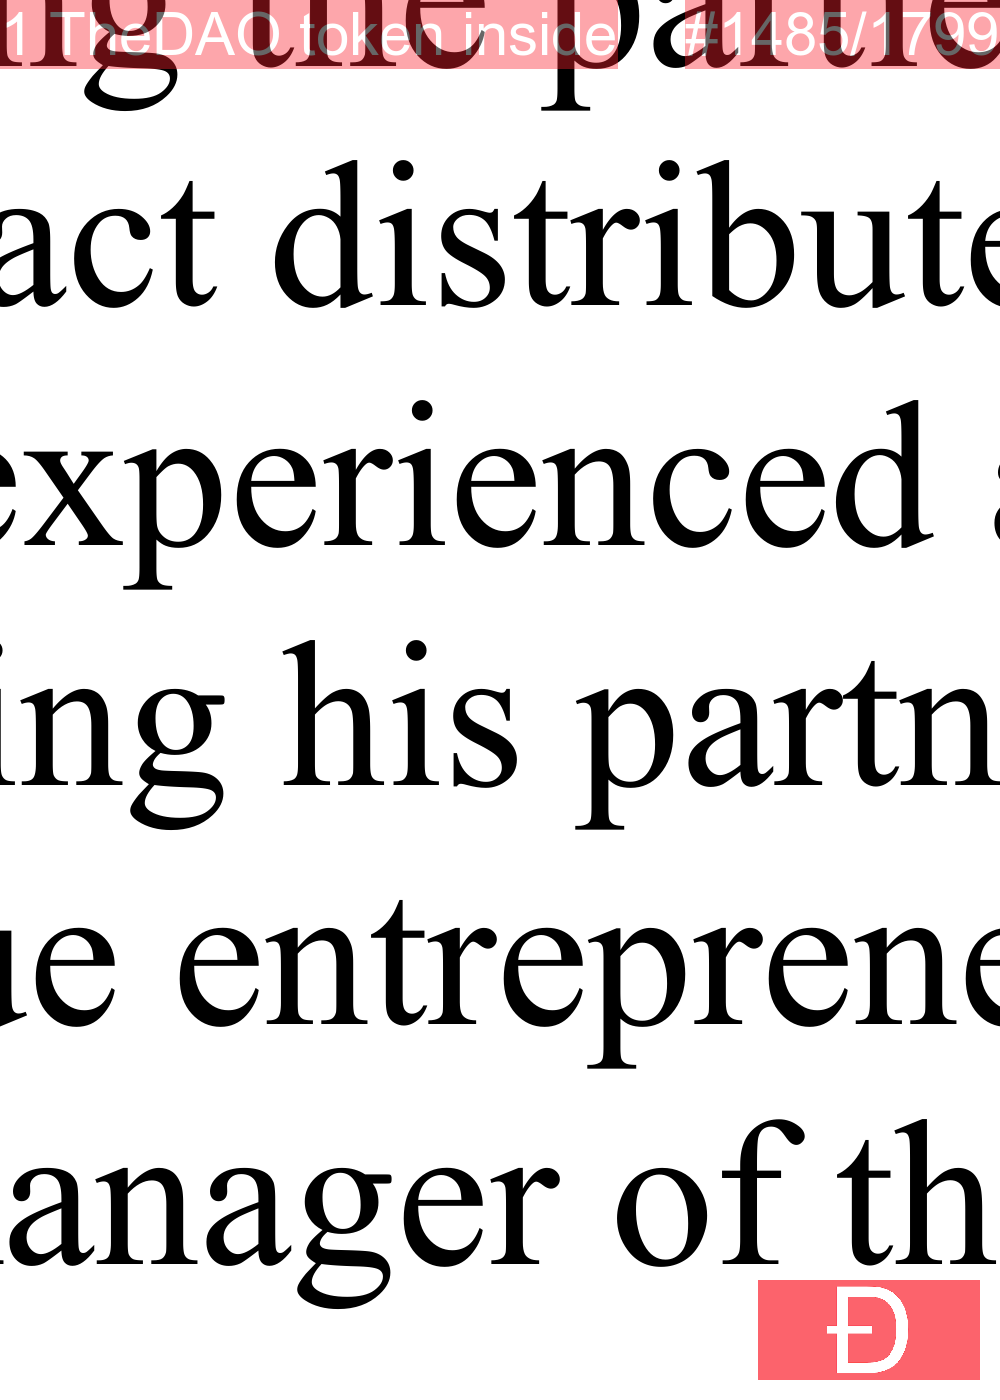 1 TheDAO token inside #1485/1799
ng the partie
act distribute
experienced a
ing his partn
ue entreprene
anager of th
Ð